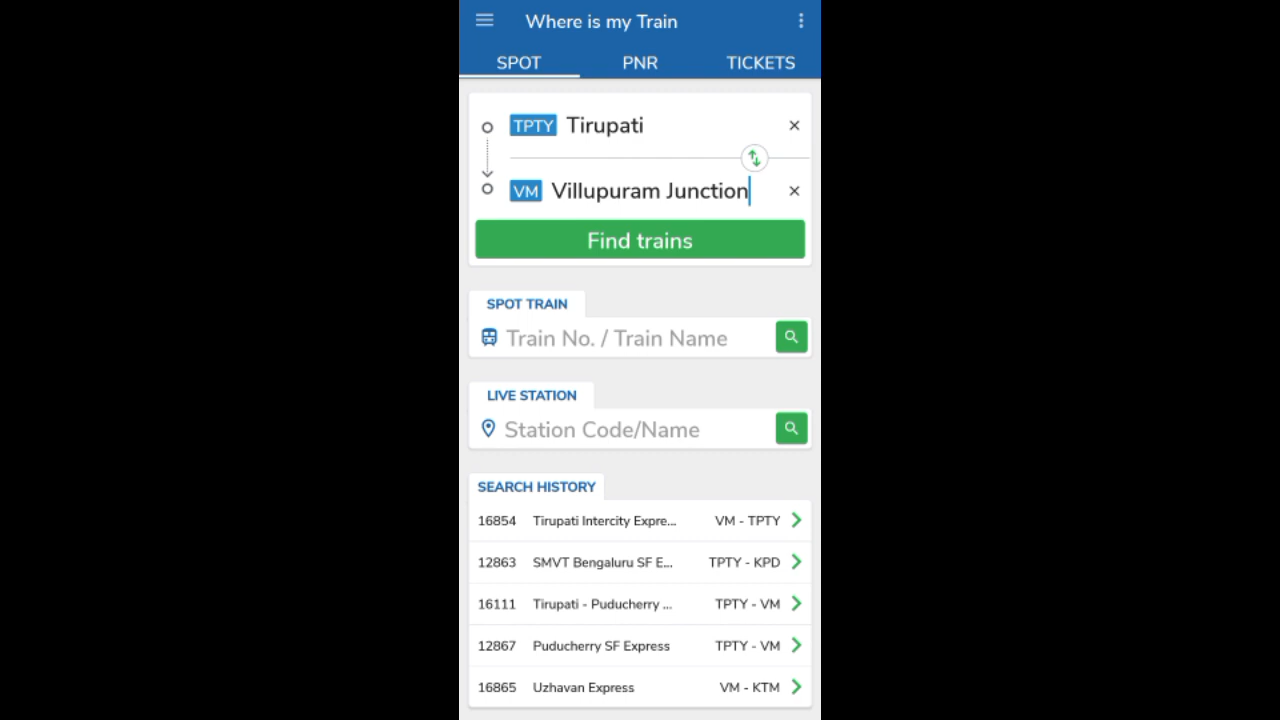 Where is my Train
SPOT PNR TICKETS
TPTY Tirupati
VM Villupuram Junction
Find trains
SPOT TRAIN
Train No. / Train Name
LIVE STATION
Station Code/Name
SEARCH HISTORY
16854 Tirupati Intercity Expre... VM - TPTY
12863 SMVT Bengaluru SF E... TPTY - KPD
16111 Tirupati - Puducherry ... TPTY - VM
12867 Puducherry SF Express TPTY - VM
16865 Uzhavan Express VM - KTM